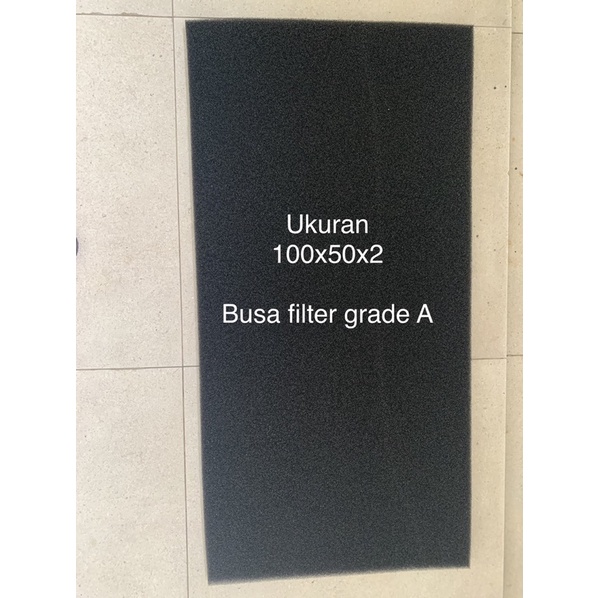 Ukuran
100x50x2
Busa filter grade A